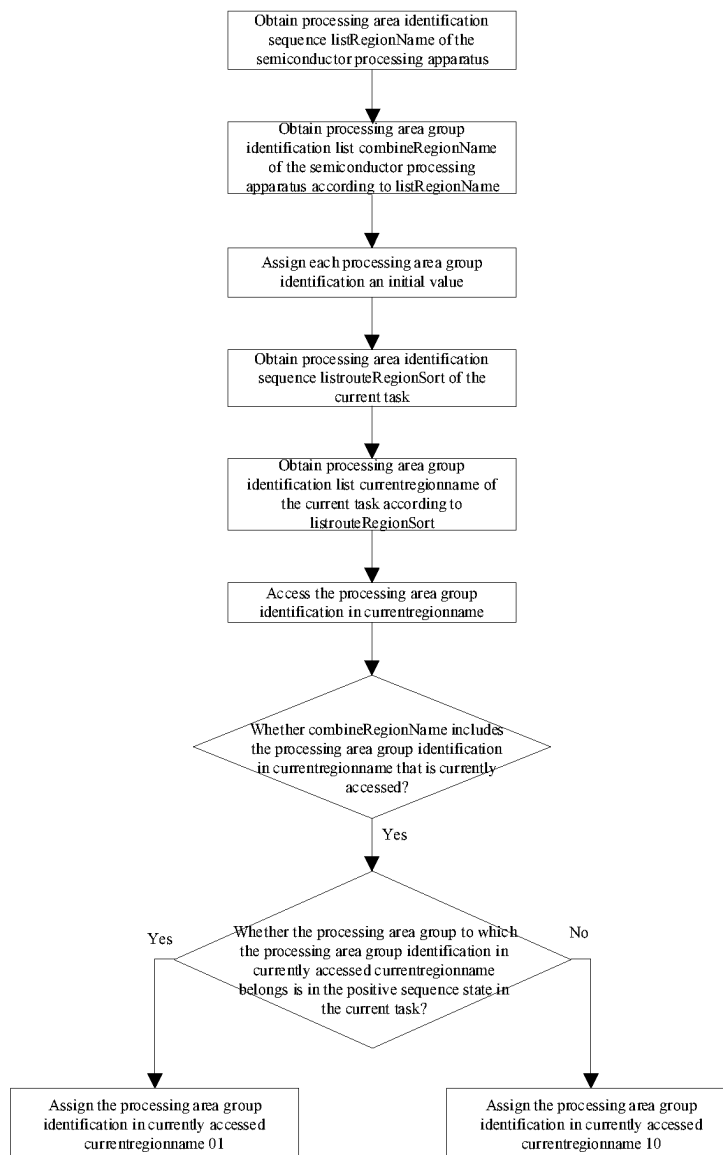 Obtain processing area identification
sequence listRegionName of the
semiconductor processing apparatus
Obtain processing area group
identification list combineRegionName
of the semiconductor processing
apparatus according to listRegionName
Assign each processing area group
identification an initial value
Obtain processing area identification
sequence listrouteRegionSort of the
current task
Obtain processing area group
identification list currentregionname of
the current task according to
listrouteRegionSort
Access the processing area group
identification in currentregionname
Whether combineRegionName includes
the processing area group identification
in currentregionname that is currently
accessed?
Yes
Whether the processing area group to which
the processing area group identification in
currently accessed currentregionname
belongs is in the positive sequence state in
the current task?
Yes
No
Assign the processing area group
identification in currently accessed
currentregionname 01
Assign the processing area group
identification in currently accessed
currentregionname 10